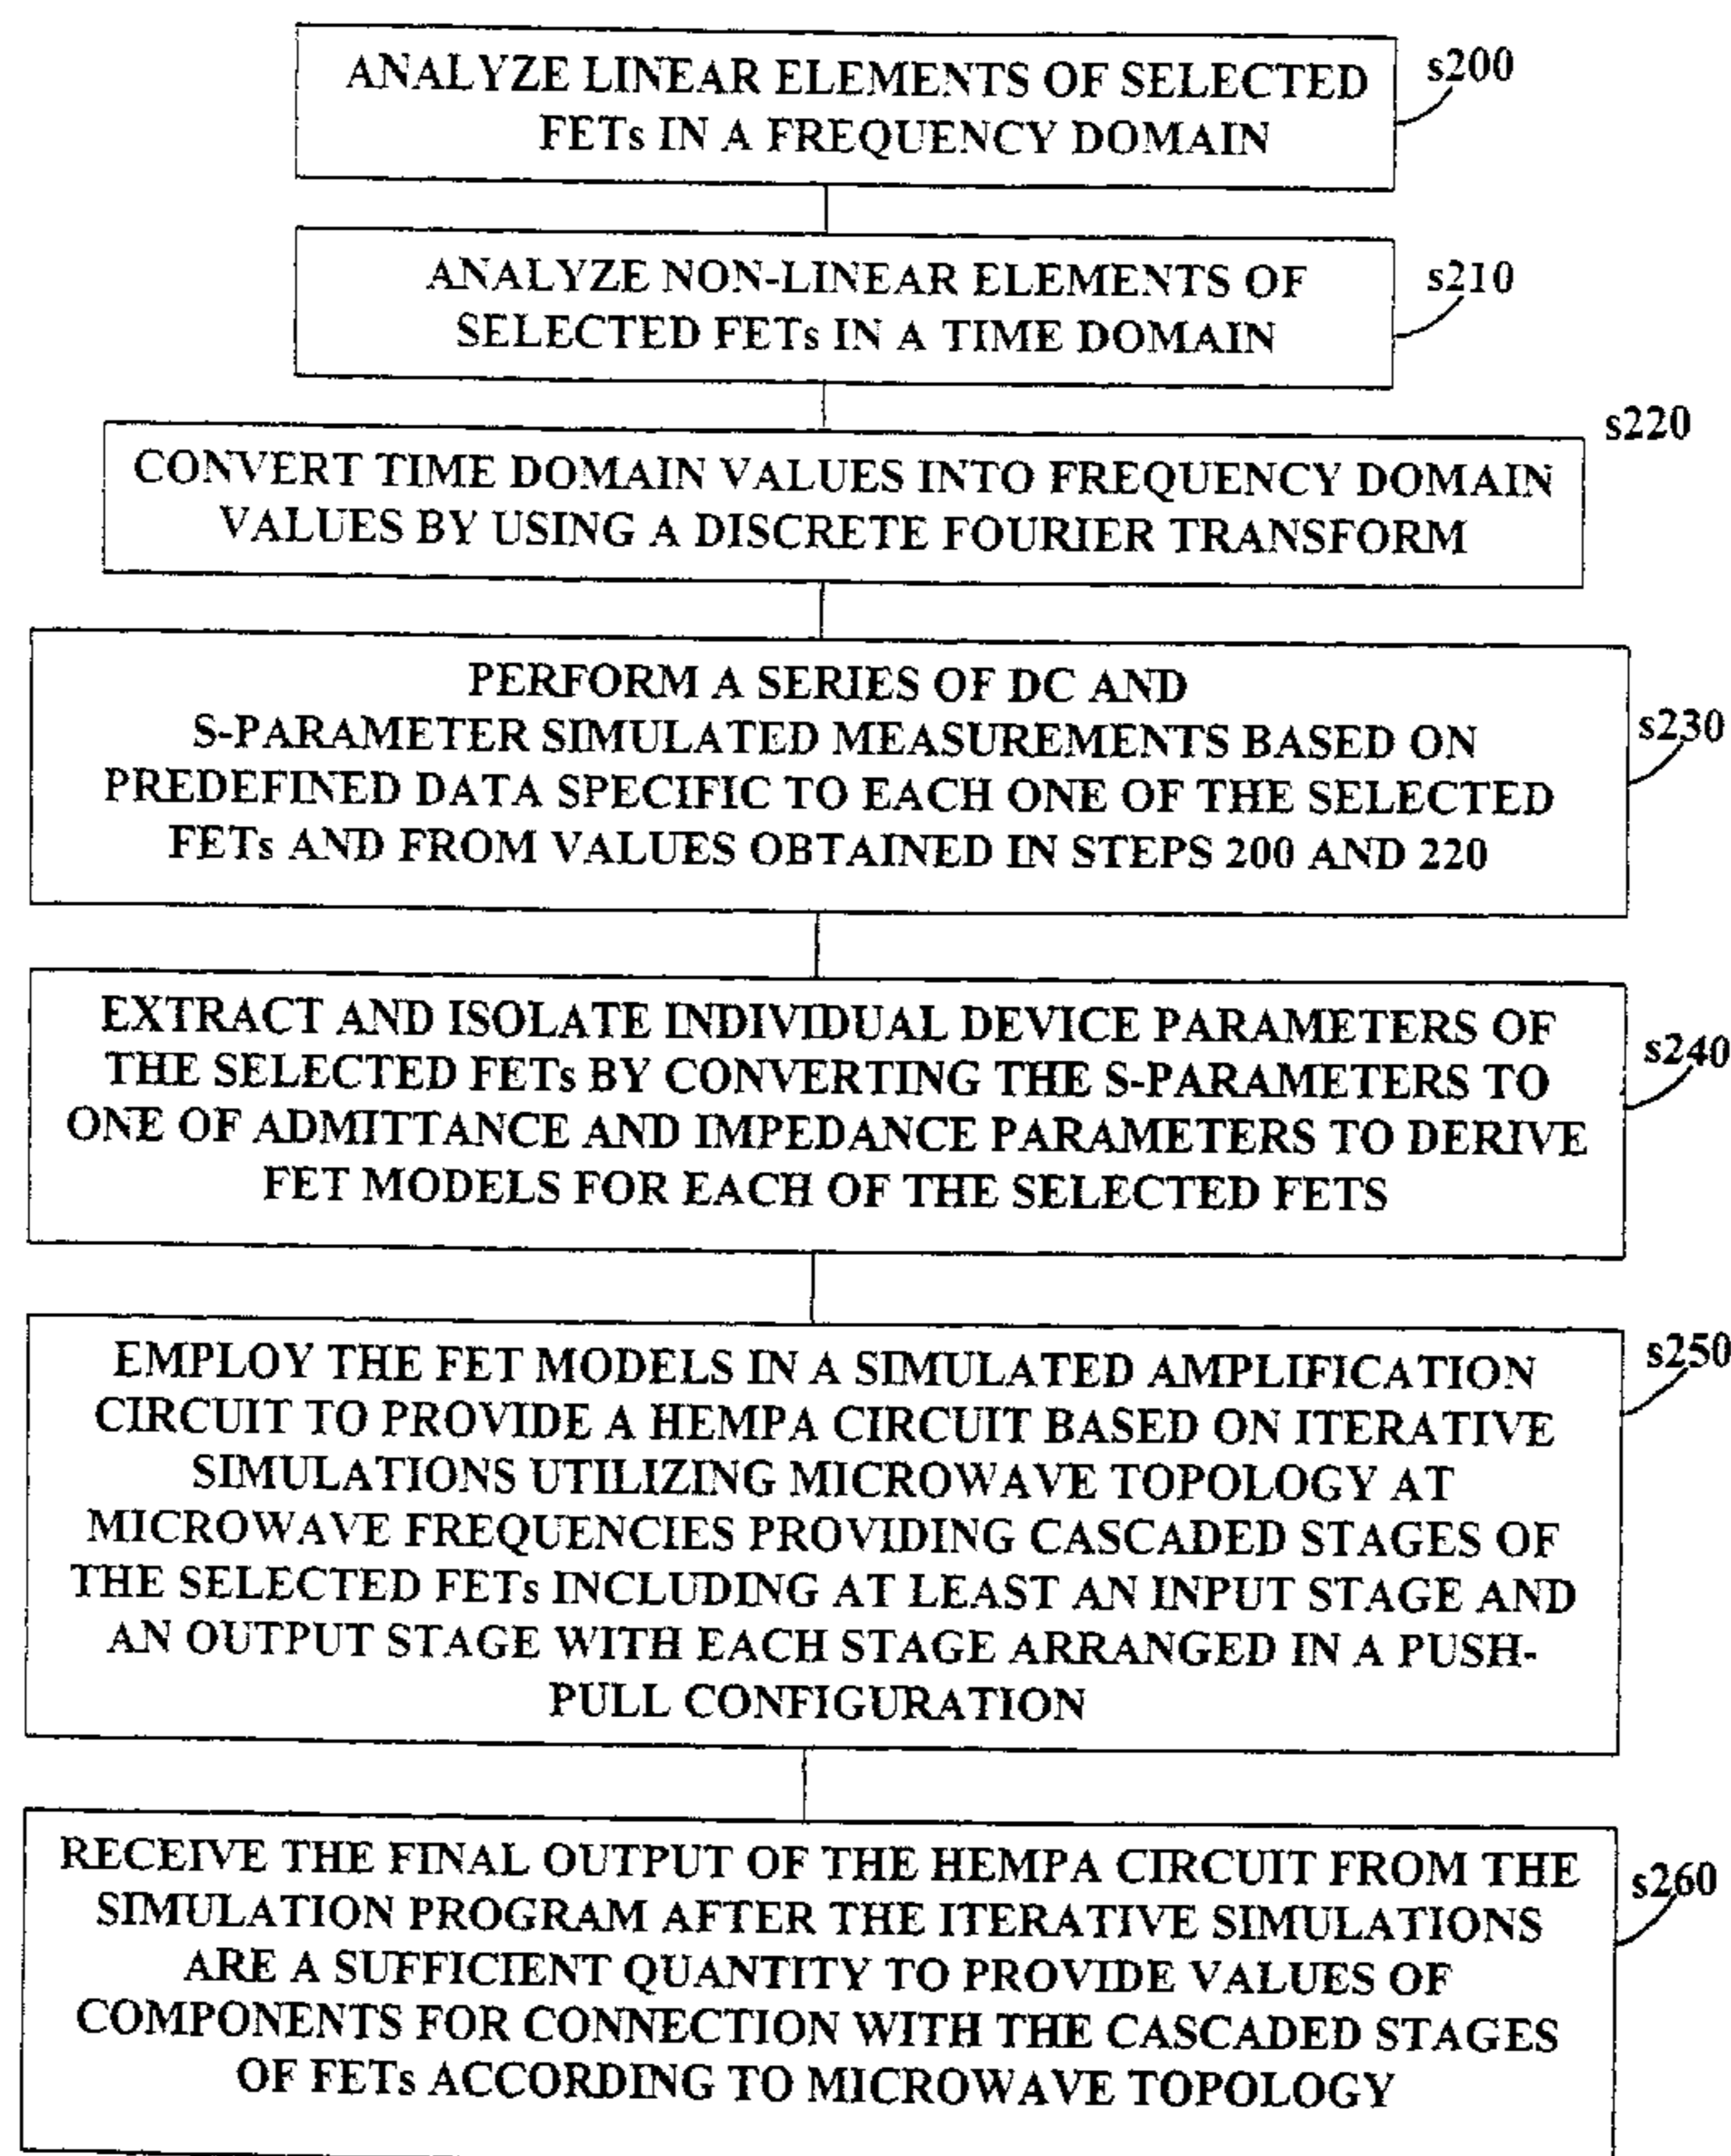 ANALYZE LINEAR ELEMENTS OF SELECTED
FETs IN A FREQUENCY DOMAIN
s200
ANALYZE NON-LINEAR ELEMENTS OF
SELECTED FETs IN A TIME DOMAIN
s210
s220
CONVERT TIME DOMAIN VALUES INTO FREQUENCY DOMAIN
VALUES BY USING A DISCRETE FOURIER TRANSFORM
PERFORM A SERIES OF DC AND
S-PARAMETER SIMULATED MEASUREMENTS BASED ON
PREDEFINED DATA SPECIFIC TO EACH ONE OF THE SELECTED
FETs AND FROM VALUES OBTAINED IN STEPS 200 AND 220
s230
EXTRACT AND ISOLATE INDIVIDUAL DEVICE PARAMETERS OF
THE SELECTED FETs BY CONVERTING THE S-PARAMETERS TO
ONE OF ADMITTANCE AND IMPEDANCE PARAMETERS TO DERIVE
FET MODELS FOR EACH OF THE SELECTED FETS
s240
EMPLOY THE FET MODELS IN A SIMULATED AMPLIFICATION
CIRCUIT TO PROVIDE A HEMPA CIRCUIT BASED ON ITERATIVE
SIMULATIONS UTILIZING MICROWAVE TOPOLOGY AT
MICROWAVE FREQUENCIES PROVIDING CASCADED STAGES OF
THE SELECTED FETs INCLUDING AT LEAST AN INPUT STAGE AND
AN OUTPUT STAGE WITH EACH STAGE ARRANGED IN A PUSH-
PULL CONFIGURATION
s250
RECEIVE THE FINAL OUTPUT OF THE HEMPA CIRCUIT FROM THE
SIMULATION PROGRAM AFTER THE ITERATIVE SIMULATIONS
ARE A SUFFICIENT QUANTITY TO PROVIDE VALUES OF
COMPONENTS FOR CONNECTION WITH THE CASCADED STAGES
OF FETs ACCORDING TO MICROWAVE TOPOLOGY
s260